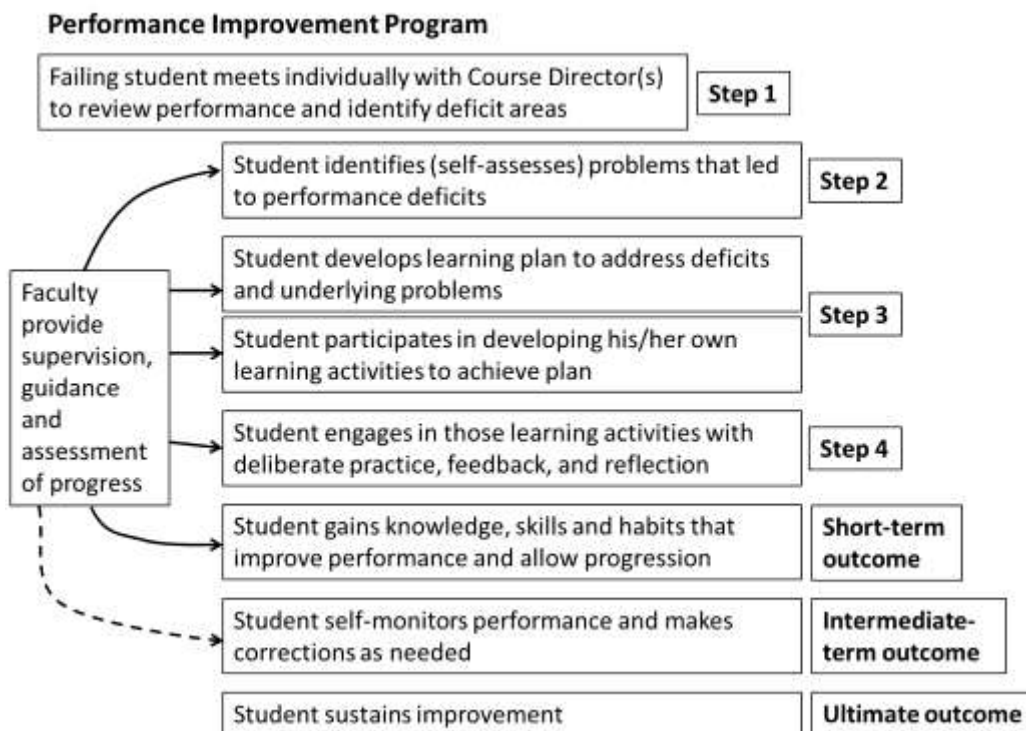 Performance Improvement Program
Failing student meets individually with Course Director(s)
to review performance and identify deficit areas
Step 1
Student identifies (self-assesses) problems that led
to performance deficits
Step 2
Faculty
provide
supervision,
guidance
and
assessment
of progress
Student develops learning plan to address deficits
and underlying problems
Student participates in developing his/her own
learning activities to achieve plan
Step 3
Student engages in those learning activities with
deliberate practice, feedback, and reflection
Step 4
Student gains knowledge, skills and habits that
improve performance and allow progression
Short-term
outcome
Student self-monitors performance and makes
corrections as needed
Intermediate-
term outcome
Student sustains improvement
Ultimate outcome